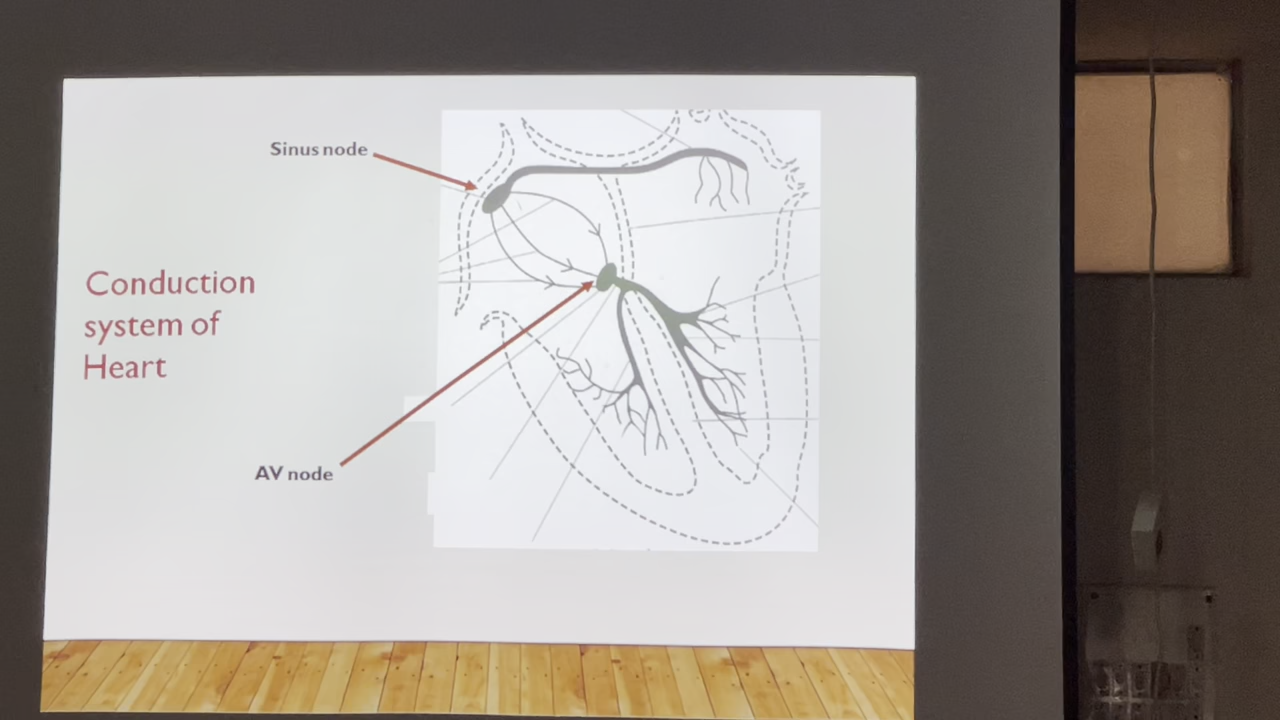 Sinus node
Conduction
system of
Heart
AV node